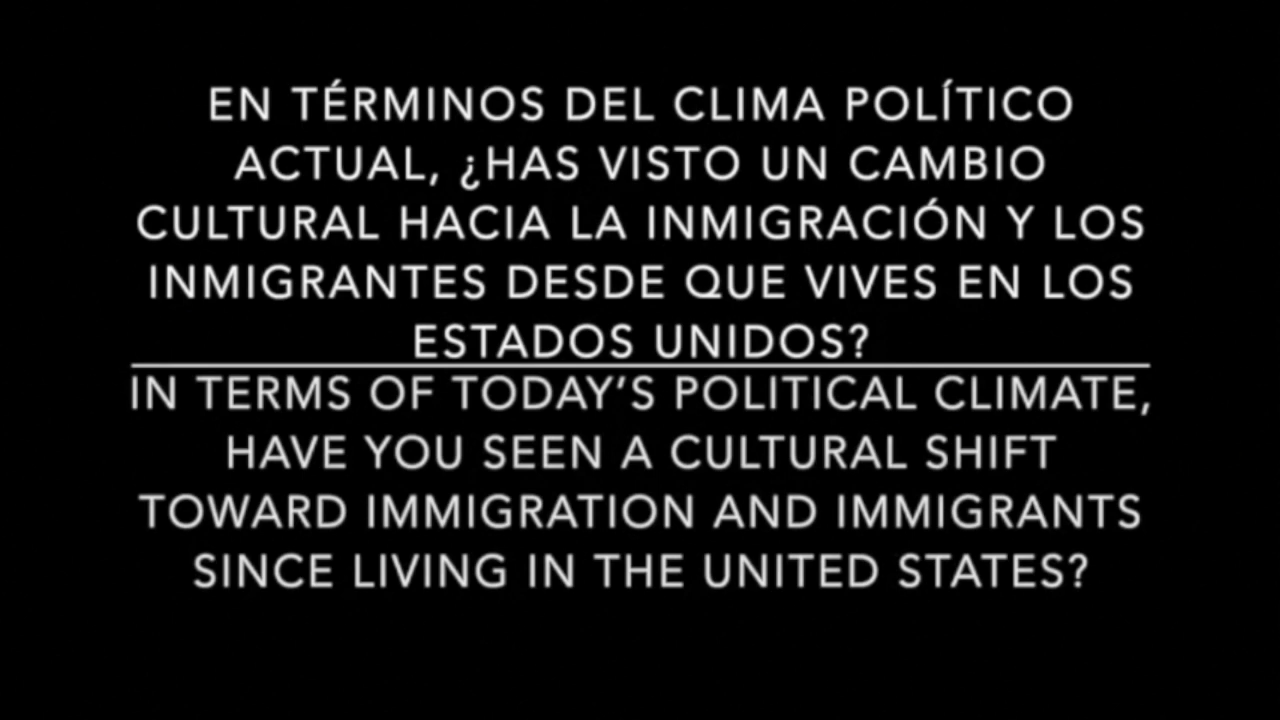 EN TÉRMINOS DEL CLIMA POLÍTICO
ACTUAL, ¿HAS VISTO UN CAMBIO
CULTURAL HACIA LA INMIGRACIÓN Y LOS
INMIGRANTES DESDE QUE VIVES EN LOS
ESTADOS UNIDOS?
IN TERMS OF TODAY’S POLITICAL CLIMATE,
HAVE YOU SEEN A CULTURAL SHIFT
TOWARD IMMIGRATION AND IMMIGRANTS
SINCE LIVING IN THE UNITED STATES?